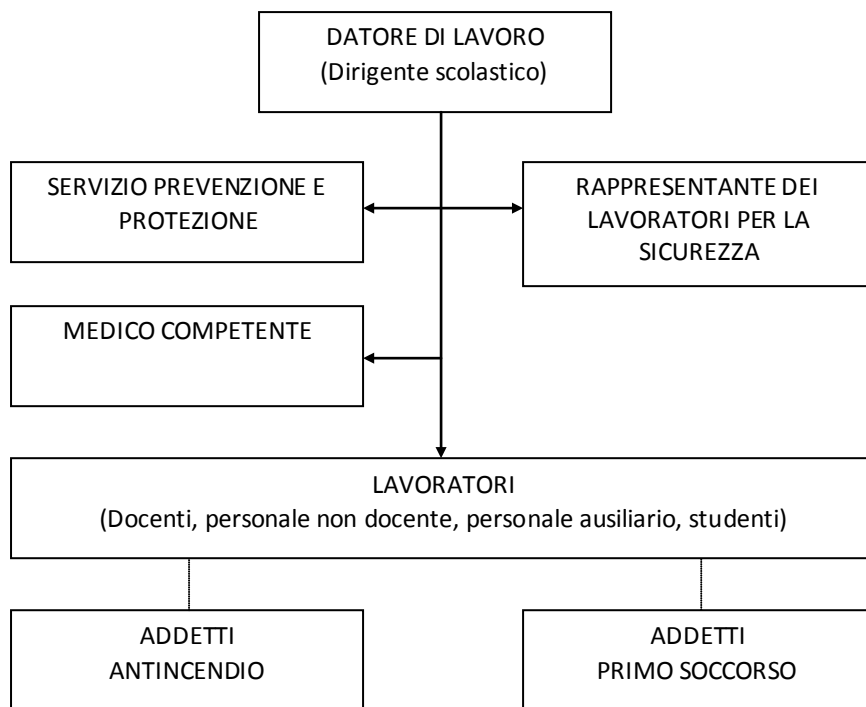 DATORE DI LAVORO
(Dirigente scolastico)
SERVIZIO PREVENZIONE E
PROTEZIONE
RAPPRESENTANTE DEI
LAVORATORI PER LA
SICUREZZA
MEDICO COMPETENTE
LAVORATORI
(Docenti, personale non docente, personale ausiliario, studenti)
ADDETTI
ANTINCENDIO
ADDETTI
PRIMO SOCCORSO